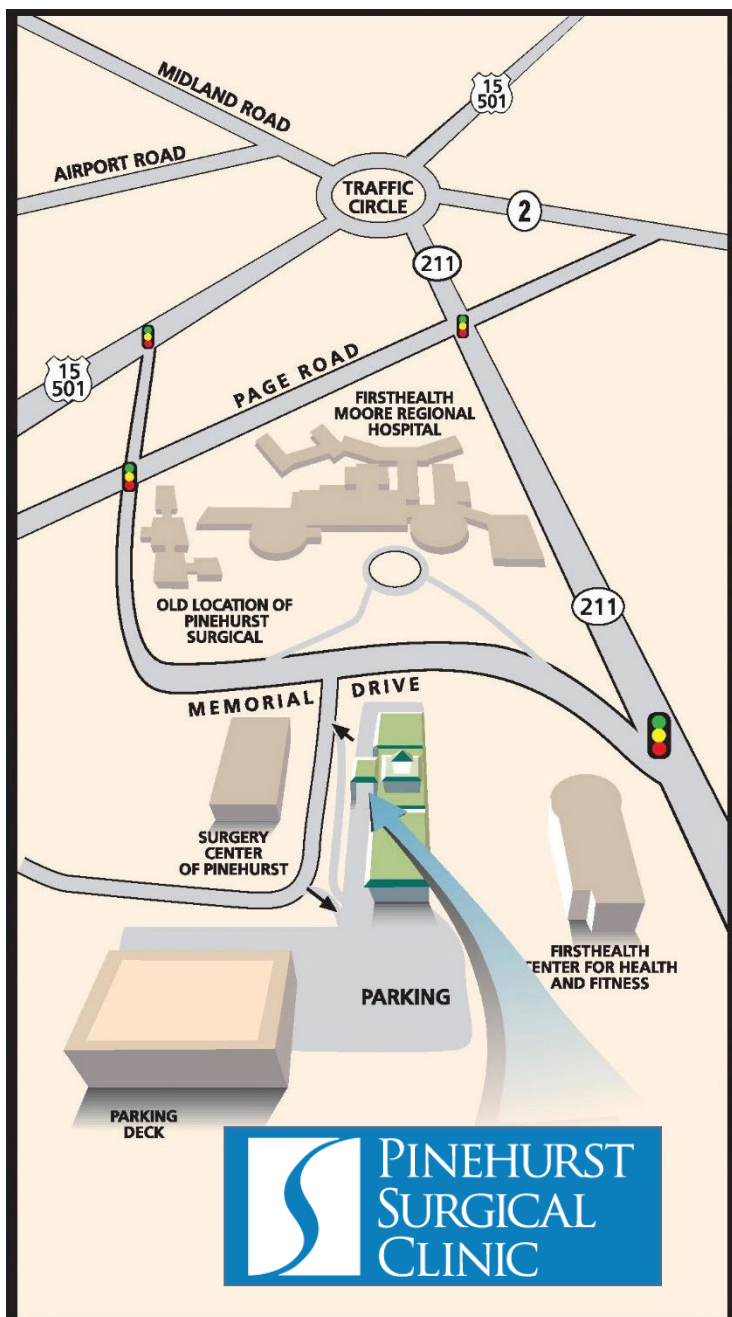 MIDLAND ROAD
15
501
AIRPORT ROAD
TRAFFIC
CIRCLE
2
211
15
501
PAGE ROAD
FIRSTHEALTH
MOORE REGIONAL
HOSPITAL
OLD LOCATION OF
PINEHURST
SURGICAL
211
MEMORIAL DRIVE
SURGERY
CENTER
OF PINEHURST
FIRSTHEALTH
CENTER FOR HEALTH
AND FITNESS
PARKING
PARKING
DECK
PINEHURST
SURGICAL
CLINIC